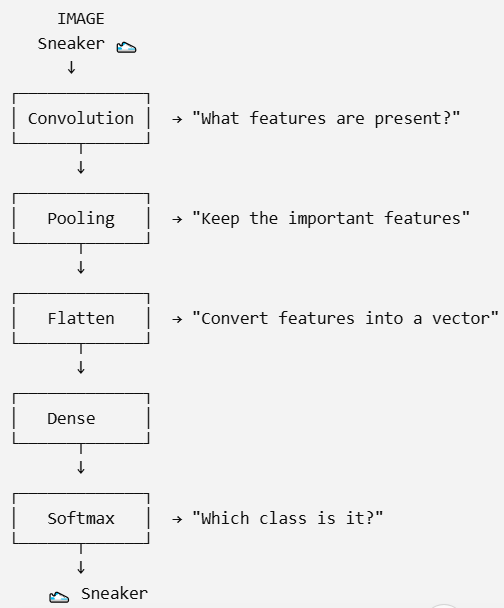 IMAGE
Sneaker 👟
↓
Convolution → "What features are present?"
↓
Pooling → "Keep the important features"
↓
Flatten → "Convert features into a vector"
↓
Dense
↓
Softmax → "Which class is it?"
↓
👟 Sneaker